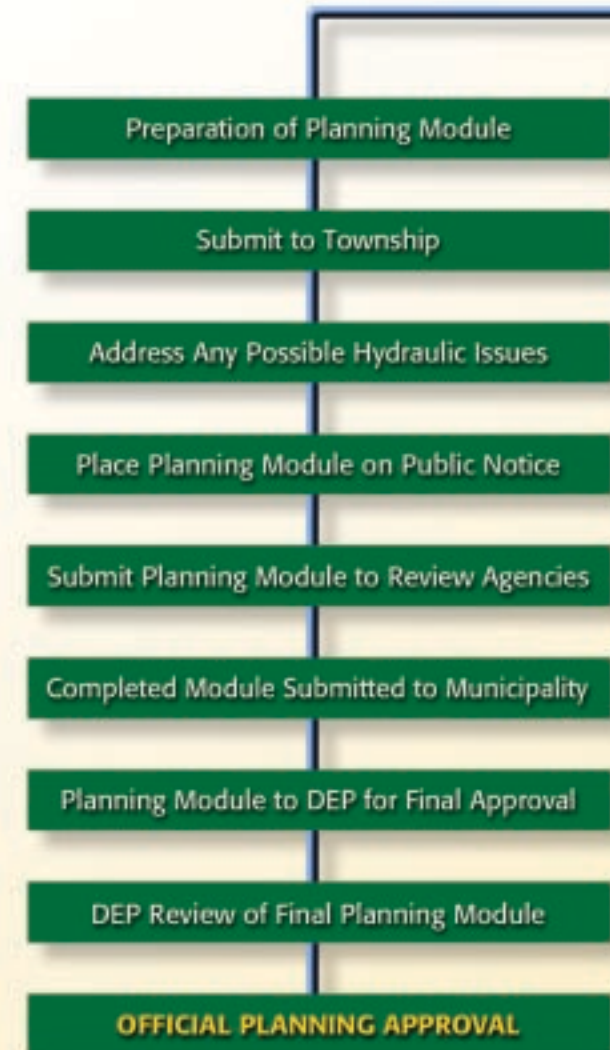 Preparation of Planning Module
Submit to Township
Address Any Possible Hydraulic Issues
Place Planning Module on Public Notice
Submit Planning Module to Review Agencies
Completed Module Submitted to Municipality
Planning Module to DEP for Final Approval
DEP Review of Final Planning Module
OFFICIAL PLANNING APPROVAL